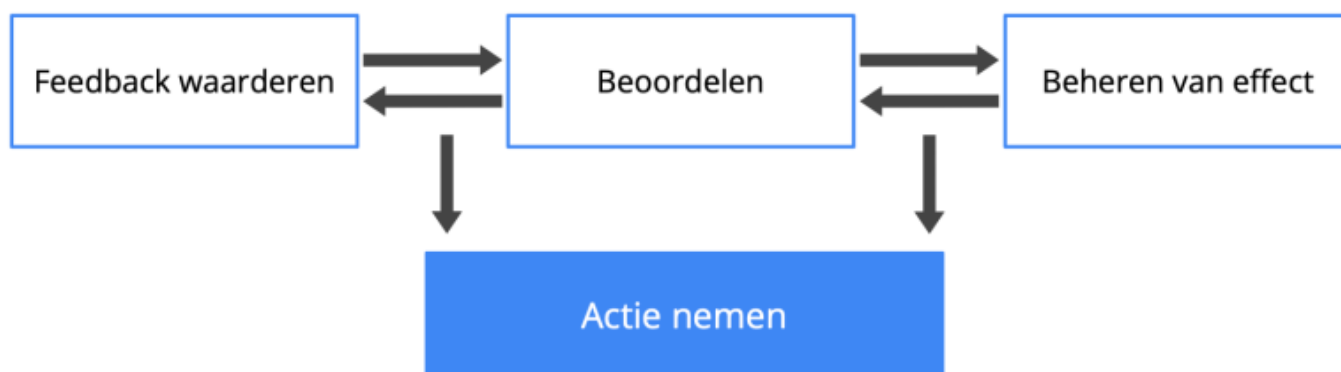 Feedback waarderen
Beoordelen
Beheren van effect
Actie nemen